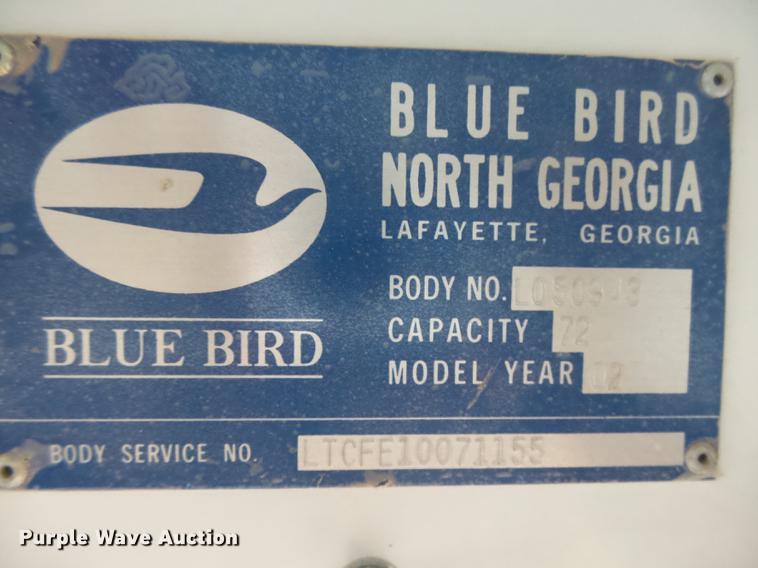 BLUE BIRD
NORTH GEORGIA
LAFAYETTE, GEORGIA
BODY NO.
CAPACITY 72
MODEL YEAR 02
BLUE BIRD
BODY SERVICE NO. LTCFE10071155
Purple Wave Auction